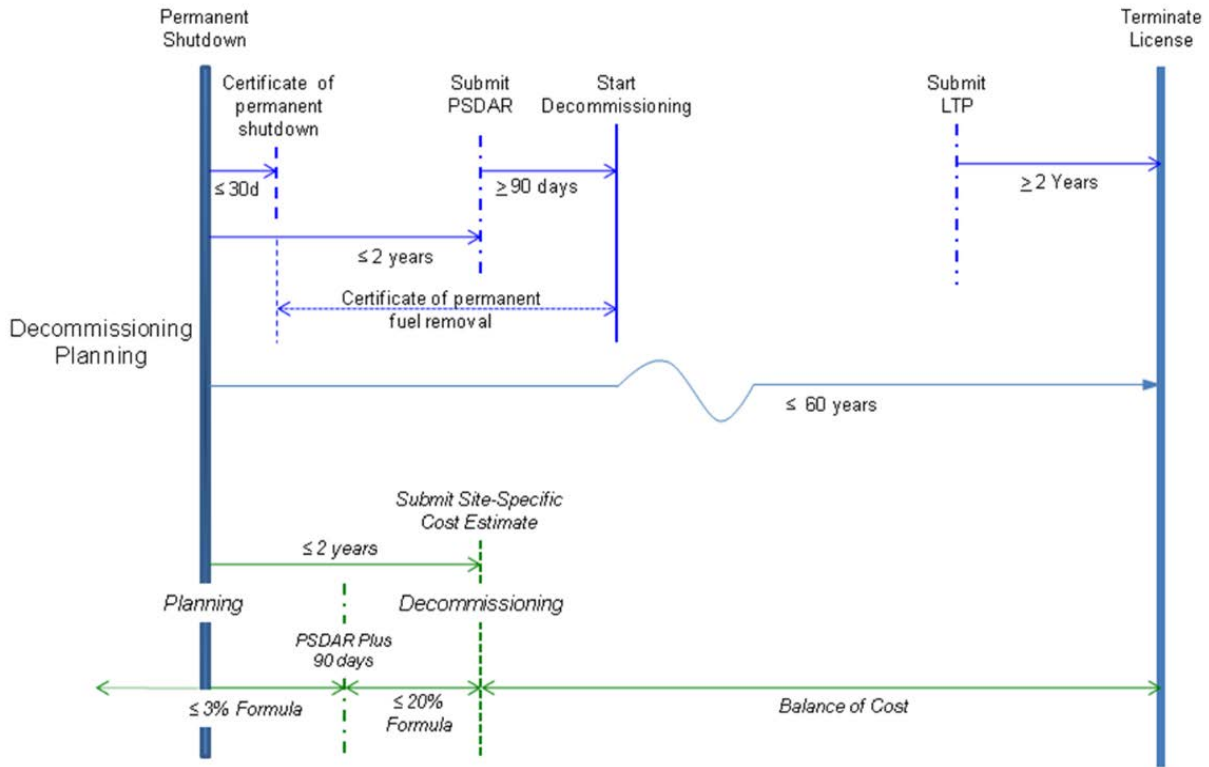 Permanent
Shutdown
Terminate
License
Certificate of
permanent
shutdown
Submit
PSDAR
Start
Decommissioning
Submit
LTP
≤ 30d
≥ 90 days
≥ 2 Years
≤ 2 years
Certificate of permanent
fuel removal
Decommissioning
Planning
≤ 60 years
Submit Site-Specific
Cost Estimate
≤ 2 years
Planning
Decommissioning
PSDAR Plus
90 days
≤ 3% Formula
≤ 20%
Formula
Balance of Cost